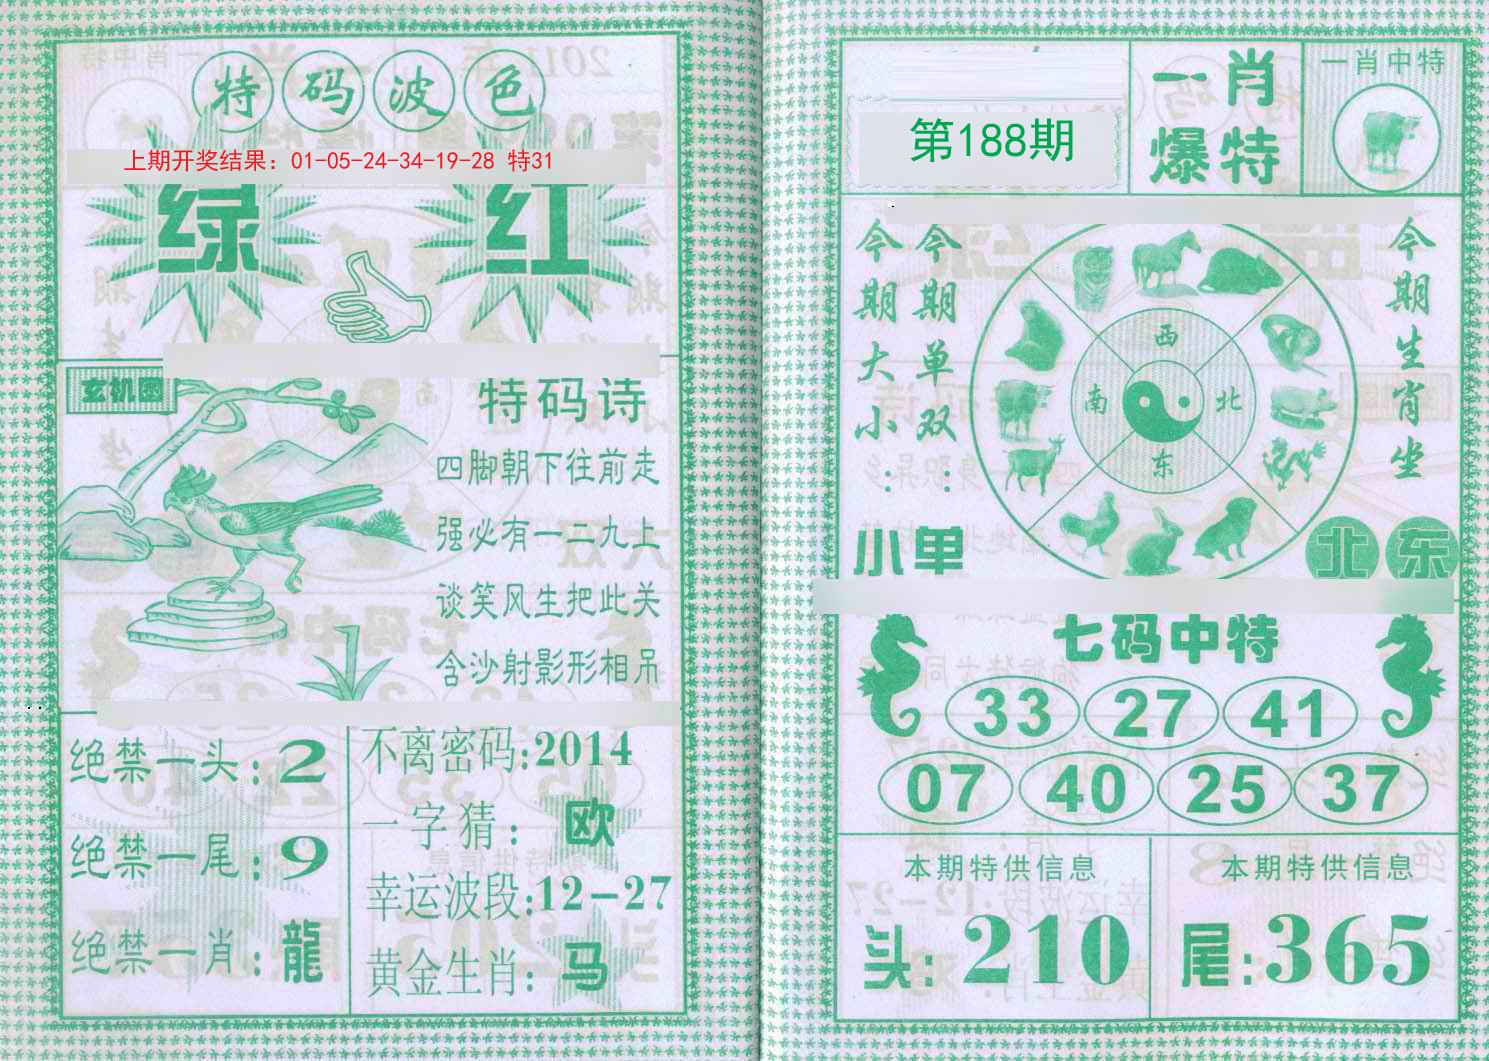 特码波色
上期开奖结果：01-05-24-34-19-28 特31
绿 红
玄机图
特码诗
四脚朝下往前走
强必有一二九上
谈笑风生把此关
含沙射影形相吊
绝禁一头：2
绝禁一尾：9
绝禁一肖：龍
不离密码:2014
一字猜：欧
幸运波段:12-27
黄金生肖：马
第188期
一肖
爆特
一肖中特
今期大小：小
今期单双：单
西
南 北
东
今期生肖坐
北 东
七码中特
33 27 41
07 40 25 37
本期特供信息
头：210
本期特供信息
尾：365